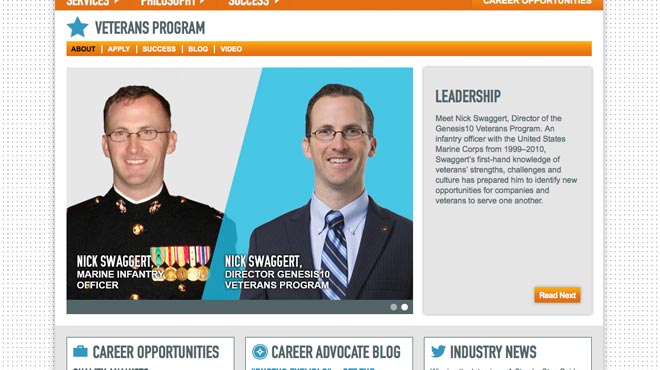 SERVICES PHILOSOPHY SUCCESS CAREER OPPORTUNITIES
VETERANS PROGRAM
ABOUT | APPLY | SUCCESS | BLOG | VIDEO
NICK SWAGGERT,
MARINE INFANTRY
OFFICER
NICK SWAGGERT,
DIRECTOR GENESIS10
VETERANS PROGRAM
LEADERSHIP
Meet Nick Swaggert, Director of the
Genesis10 Veterans Program. An
infantry officer with the United States
Marine Corps from 1999–2010,
Swaggert's first-hand knowledge of
veterans' strengths, challenges and
culture has prepared him to identify new
opportunities for companies and
veterans to serve one another.
Read Next
CAREER OPPORTUNITIES
QUALITY ANALYSTS
CAREER ADVOCATE BLOG
INDUSTRY NEWS